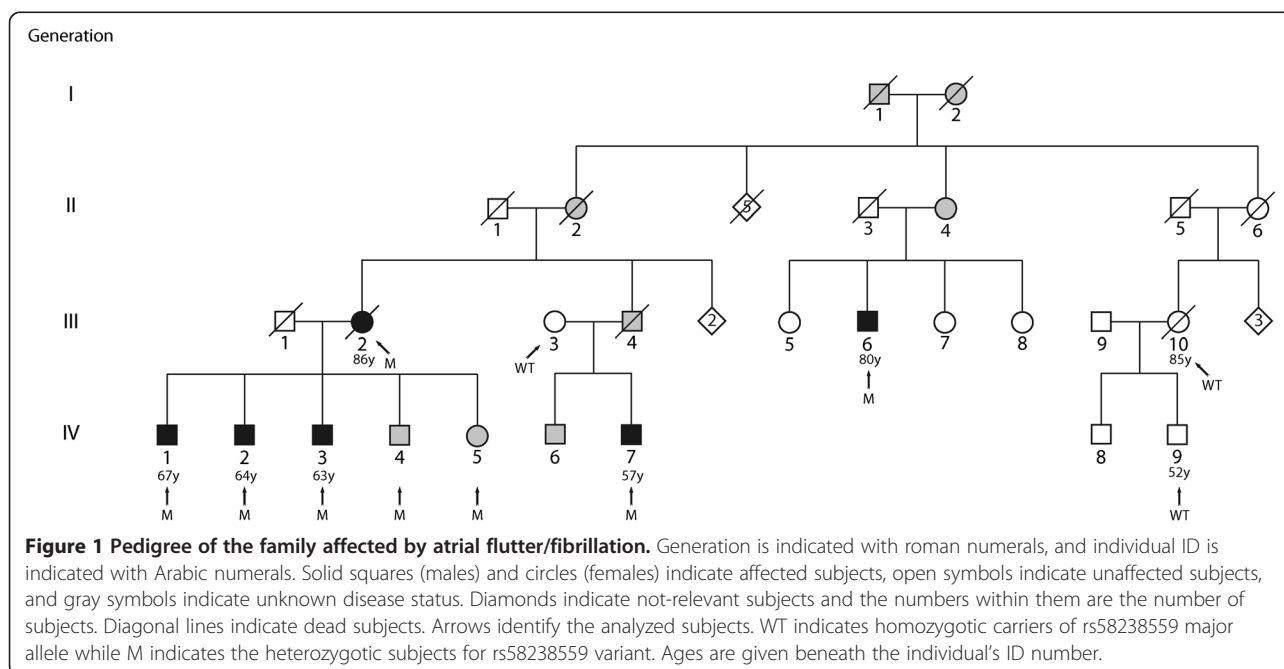 Generation
I
1 2
II
5
1 2 3 4 5 6
III
2 3
1 2 3 4 5 6 7 8 9 10
86y 80y 85y
M WT M WT
IV
1 2 3 4 5 6 7 8 9
67y 64y 63y 57y 52y
M M M M M M WT
Figure 1 Pedigree of the family affected by atrial flutter/fibrillation. Generation is indicated with roman numerals, and individual ID is
indicated with Arabic numerals. Solid squares (males) and circles (females) indicate affected subjects, open symbols indicate unaffected subjects,
and gray symbols indicate unknown disease status. Diamonds indicate not-relevant subjects and the numbers within them are the number of
subjects. Diagonal lines indicate dead subjects. Arrows identify the analyzed subjects. WT indicates homozygotic carriers of rs58238559 major
allele while M indicates the heterozygotic subjects for rs58238559 variant. Ages are given beneath the individual's ID number.